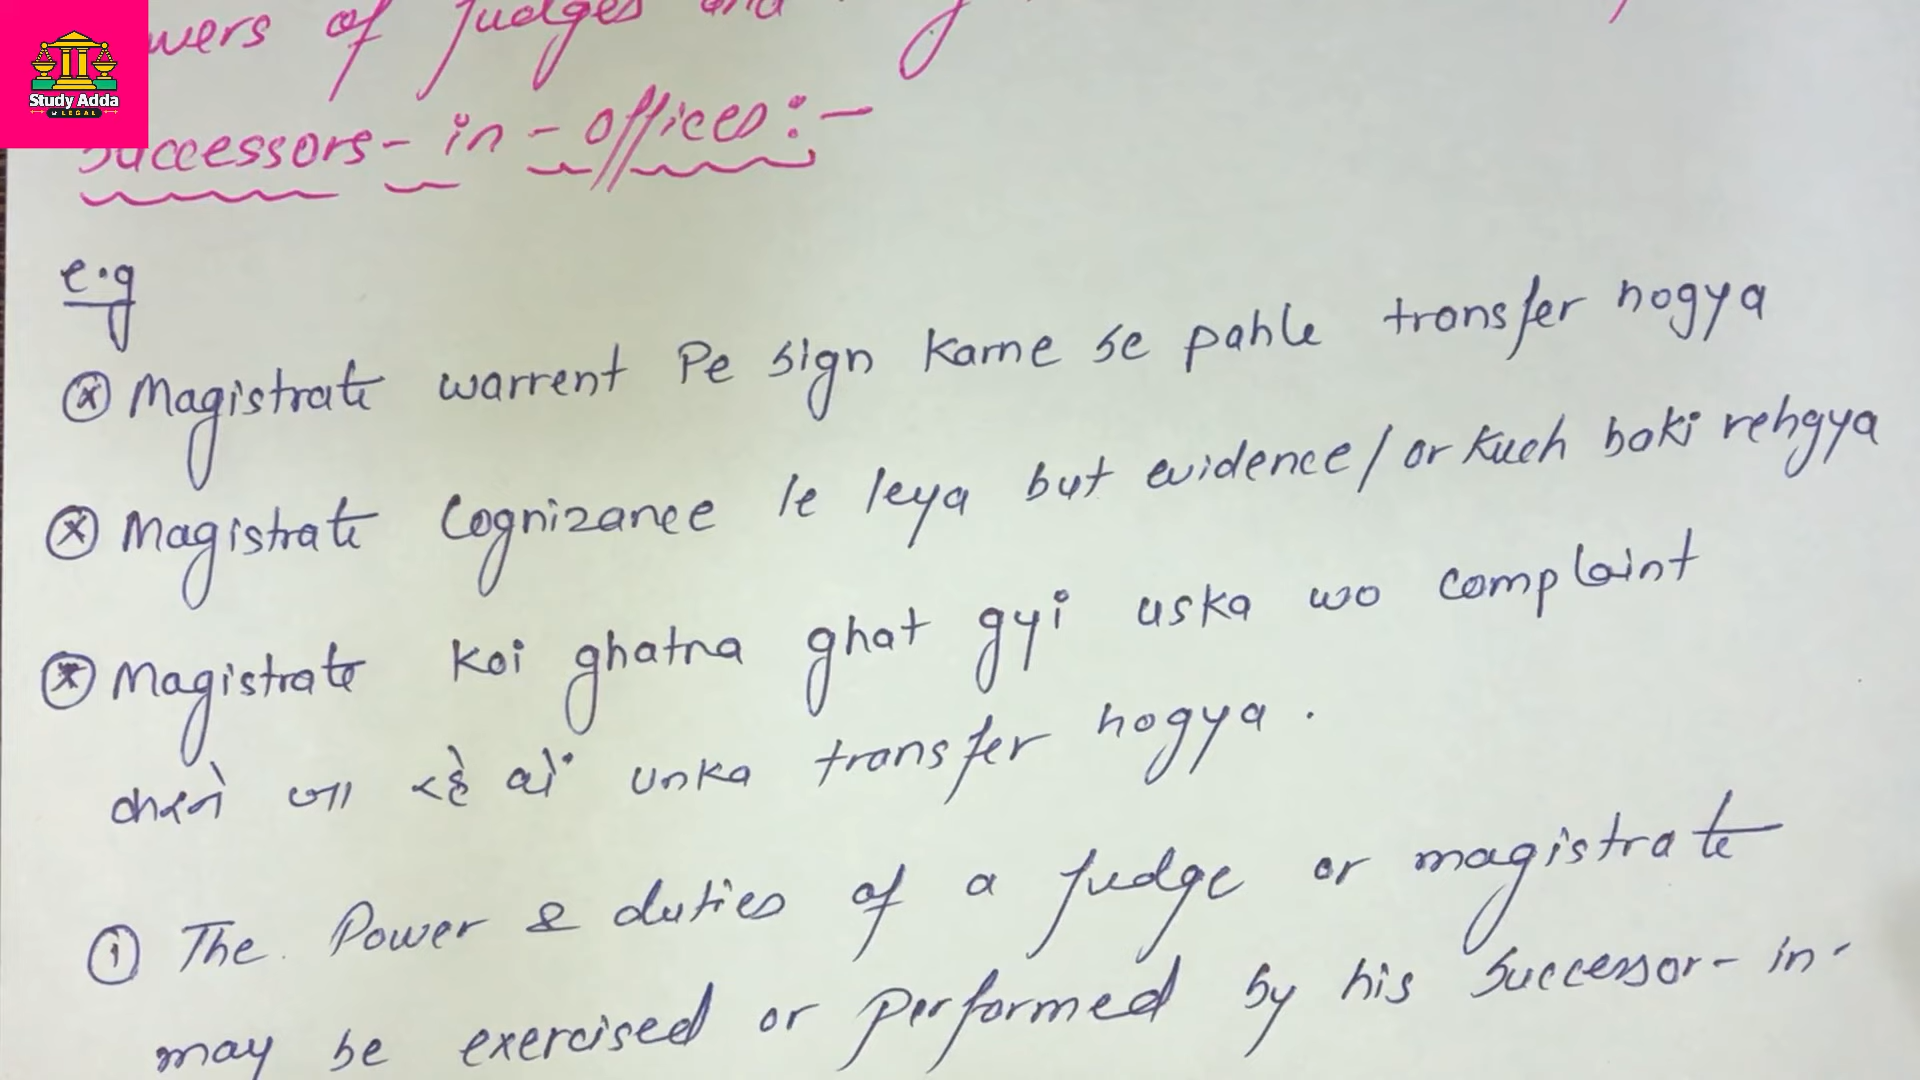 Study Adda
LEGAL
wers of Judges and
Successors-in-offices:-
e.g
Magistrate warrent Pe sign karne se pahle transfer hogya
Magistrate Cognizance le leya but evidence/or kuch baki rehgya
Magistrate koi ghatna ghat gyi uska wo complaint
करने जा रहे थे unka transfer hogya.
① The Power & duties of a Judge or magistrate
may be exercised or performed by his successor-in-